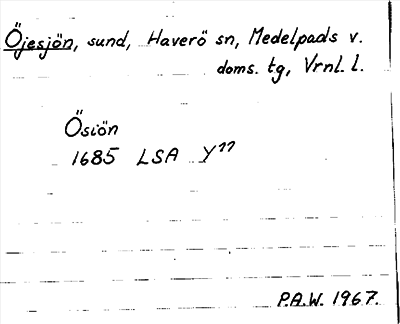 Öjesjön, sund, Haverö sn, Medelpads v.
doms. tg, Vrnl. l.
Ösiön
1685 LSA Y¹¹
P.A.W. 1967.